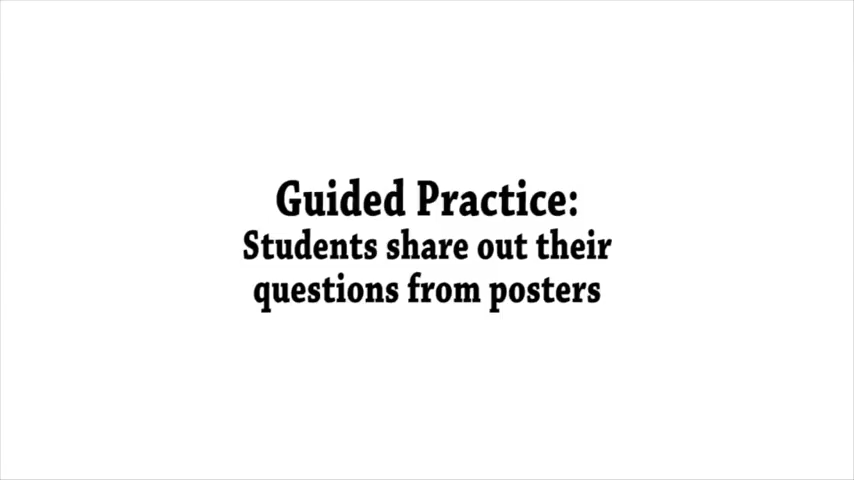 Guided Practice:
Students share out their
questions from posters